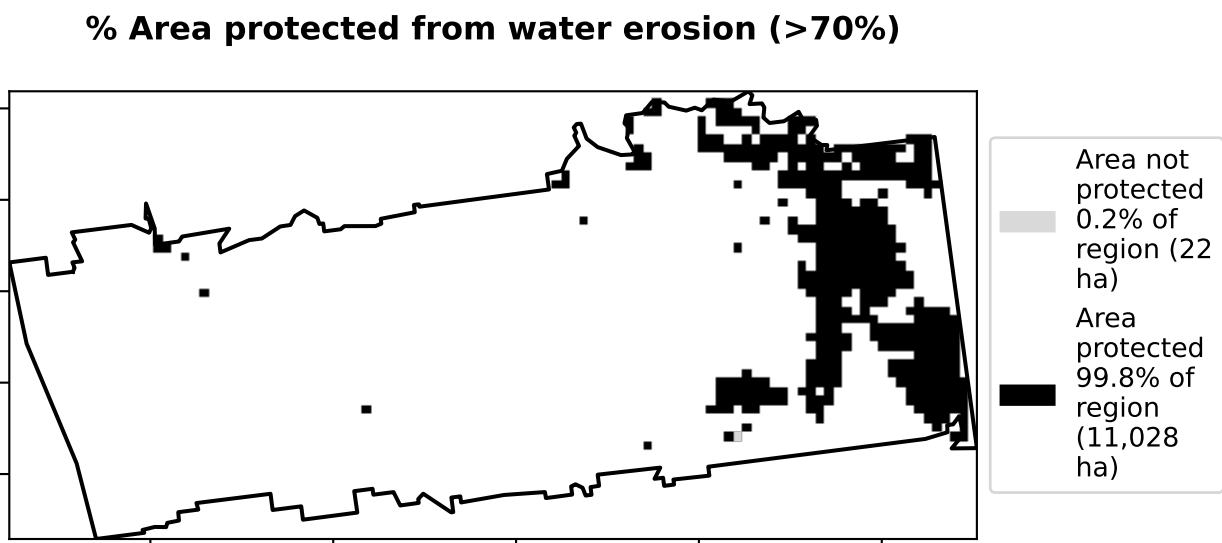 % Area protected from water erosion (>70%)
Area not
protected
0.2% of
region (22
ha)
Area
protected
99.8% of
region
(11,028
ha)